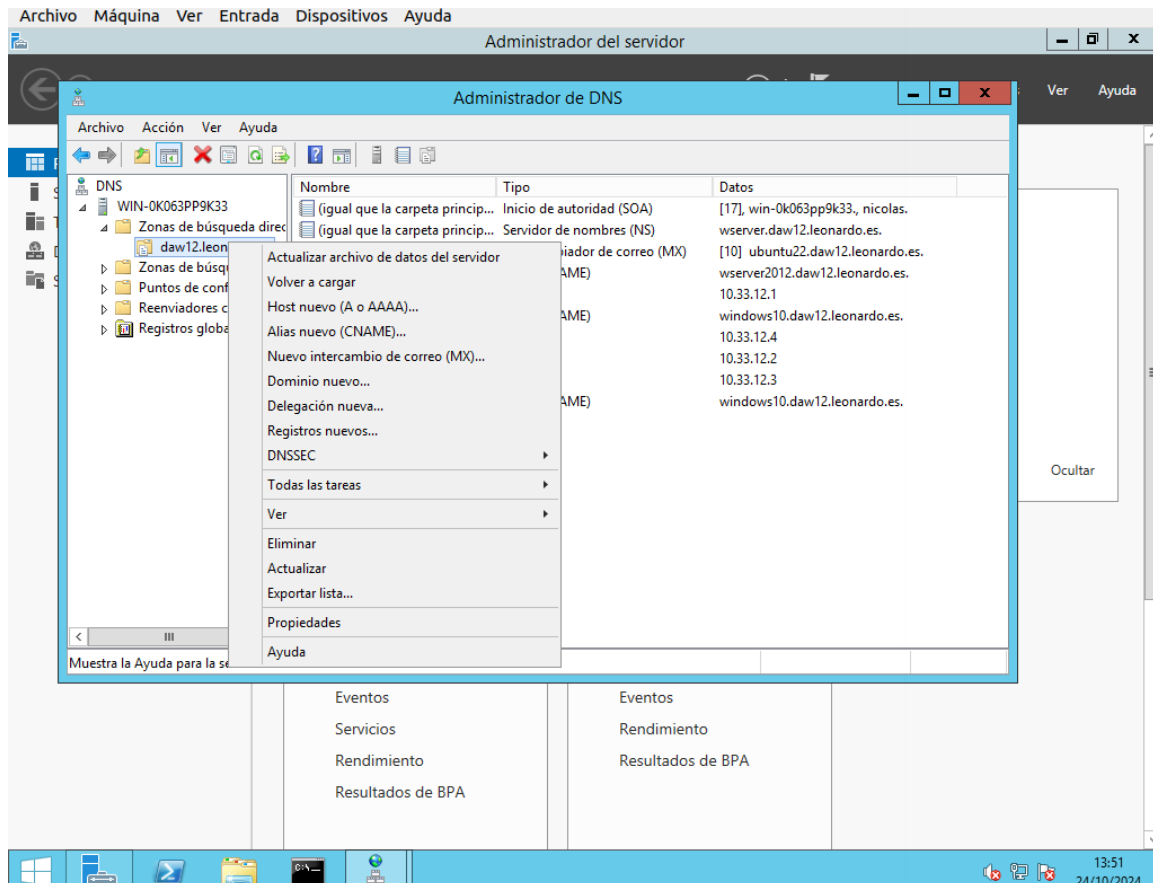 Archivo Máquina Ver Entrada Dispositivos Ayuda
Administrador del servidor
Ver Ayuda
Administrador de DNS
Archivo Acción Ver Ayuda
DNS
WIN-0K063PP9K33
Zonas de búsqueda direc
daw12.leon
Zonas de búsq
Puntos de conf
Reenviadores c
Registros globa
Nombre Tipo Datos
(igual que la carpeta princip... Inicio de autoridad (SOA) [17], win-0k063pp9k33., nicolas.
(igual que la carpeta princip... Servidor de nombres (NS) wserver.daw12.leonardo.es.
iador de correo (MX) [10] ubuntu22.daw12.leonardo.es.
AME) wserver2012.daw12.leonardo.es.
10.33.12.1
AME) windows10.daw12.leonardo.es.
10.33.12.4
10.33.12.2
10.33.12.3
AME) windows10.daw12.leonardo.es.
Actualizar archivo de datos del servidor
Volver a cargar
Host nuevo (A o AAAA)...
Alias nuevo (CNAME)...
Nuevo intercambio de correo (MX)...
Dominio nuevo...
Delegación nueva...
Registros nuevos...
DNSSEC
Todas las tareas
Ver
Eliminar
Actualizar
Exportar lista...
Propiedades
Ayuda
Ocultar
Muestra la Ayuda para la se
Eventos
Servicios
Rendimiento
Resultados de BPA
Eventos
Rendimiento
Resultados de BPA
13:51
24/10/2024